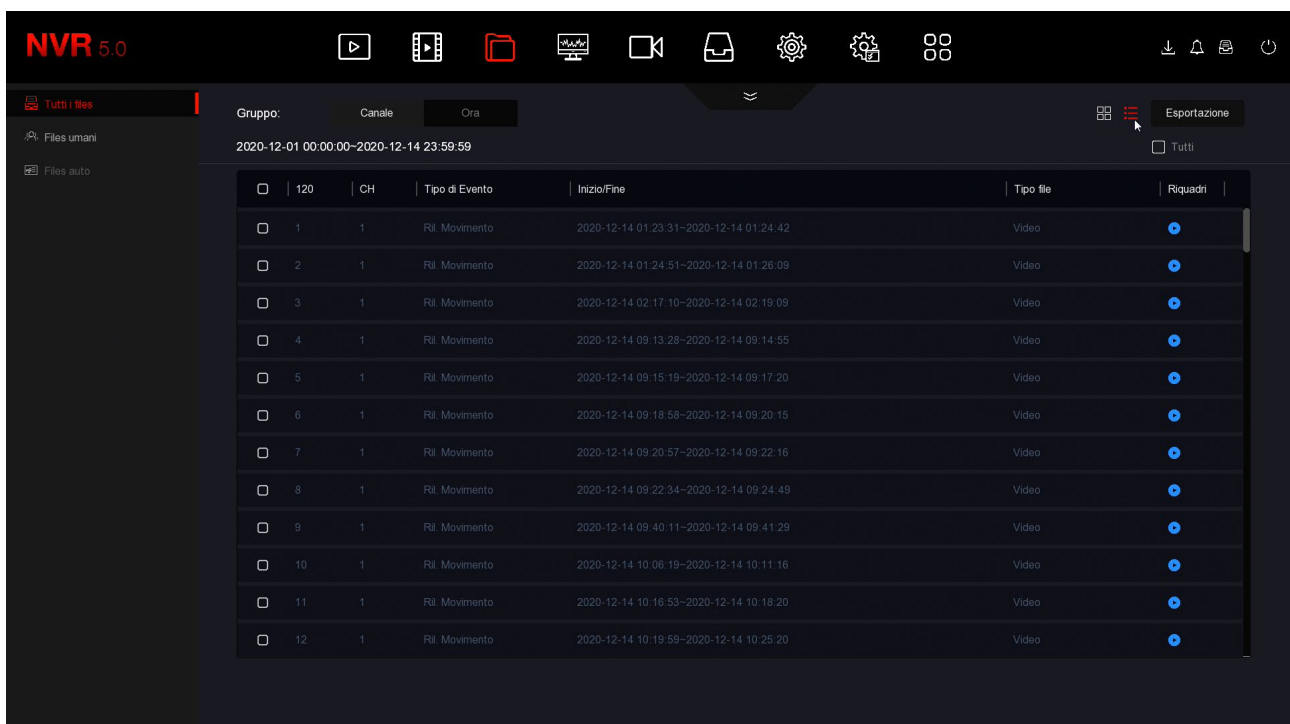 NVR 5.0
Tutti i files
Files umani
Files auto
Gruppo: Canale Ora Esportazione
2020-12-01 00:00:00~2020-12-14 23:59:59 Tutti
120 CH Tipo di Evento Inizio/Fine Tipo file Riquadri
1 1 Ril. Movimento 2020-12-14 01:23:31~2020-12-14 01:24:42 Video
2 1 Ril. Movimento 2020-12-14 01:24:51~2020-12-14 01:26:09 Video
3 1 Ril. Movimento 2020-12-14 02:17:10~2020-12-14 02:19:09 Video
4 1 Ril. Movimento 2020-12-14 09:13:28~2020-12-14 09:14:55 Video
5 1 Ril. Movimento 2020-12-14 09:15:19~2020-12-14 09:17:20 Video
6 1 Ril. Movimento 2020-12-14 09:18:58~2020-12-14 09:20:15 Video
7 1 Ril. Movimento 2020-12-14 09:20:57~2020-12-14 09:22:16 Video
8 1 Ril. Movimento 2020-12-14 09:22:34~2020-12-14 09:24:49 Video
9 1 Ril. Movimento 2020-12-14 09:40:11~2020-12-14 09:41:29 Video
10 1 Ril. Movimento 2020-12-14 10:06:19~2020-12-14 10:11:16 Video
11 1 Ril. Movimento 2020-12-14 10:16:53~2020-12-14 10:18:20 Video
12 1 Ril. Movimento 2020-12-14 10:19:59~2020-12-14 10:25:20 Video